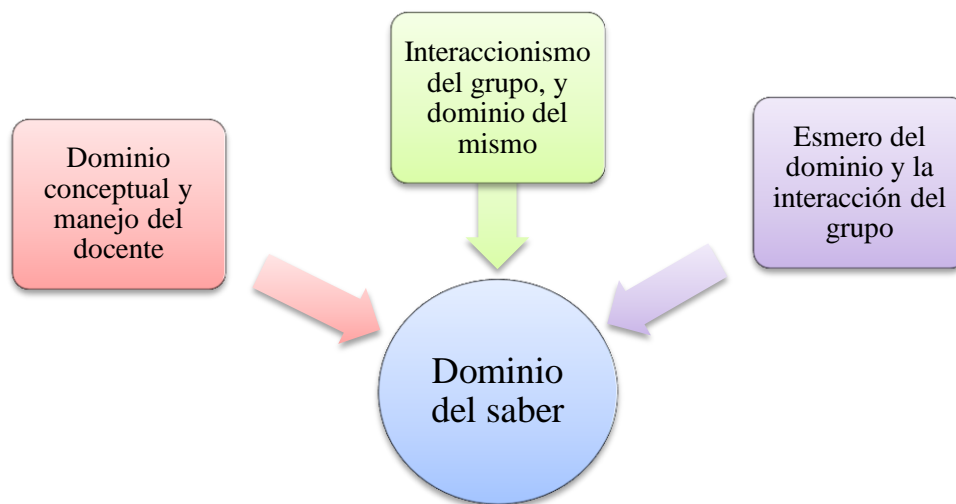 Interaccionismo
del grupo, y
dominio del
mismo
Dominio
conceptual y
manejo del
docente
Esmero del
dominio y la
interacción del
grupo
Dominio
del saber